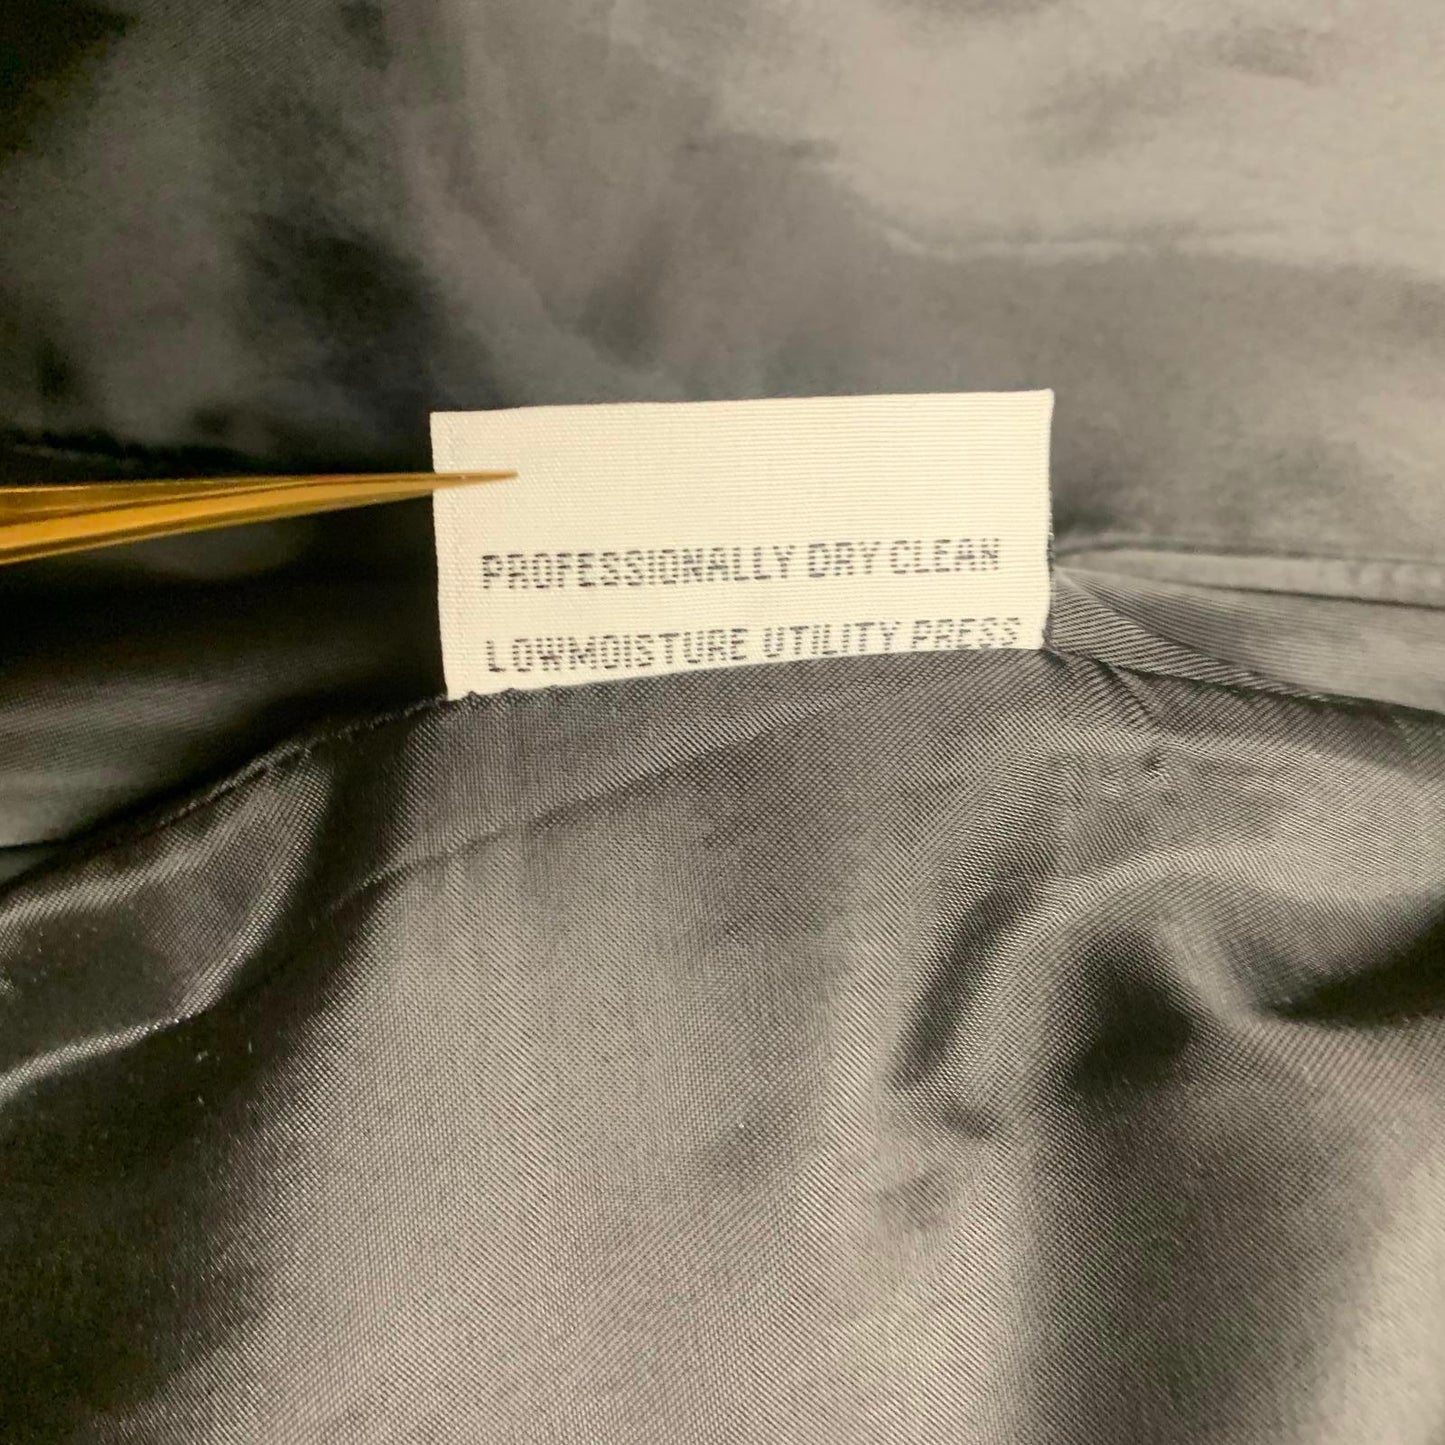 PROFESSIONALLY DRY CLEAN
LOWMOISTURE UTILITY PRESS